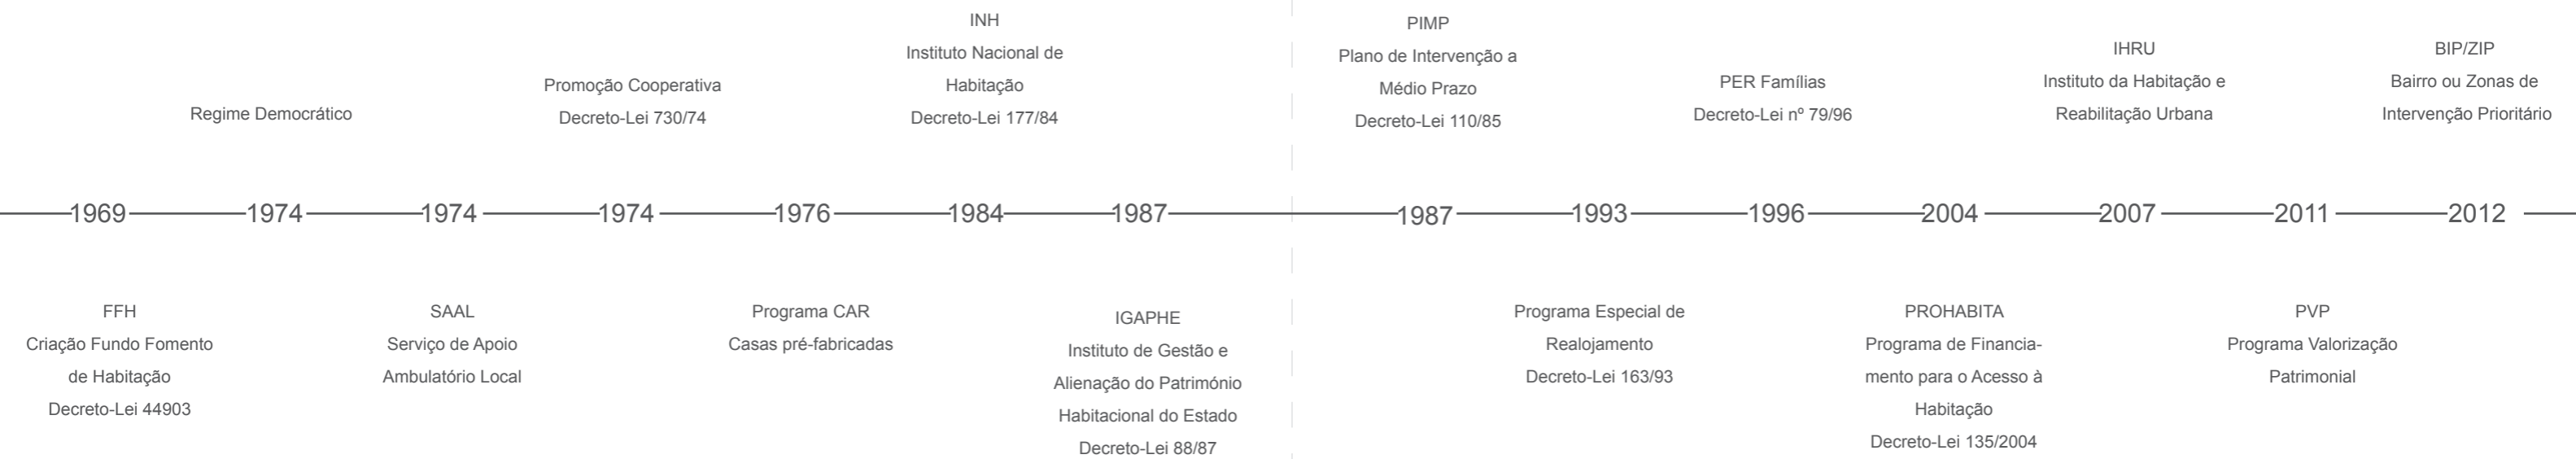 INH
Instituto Nacional de
Habitação
Decreto-Lei 177/84
PIMP
Plano de Intervenção a
Médio Prazo
Decreto-Lei 110/85
IHRU
Instituto da Habitação e
Reabilitação Urbana
BIP/ZIP
Bairro ou Zonas de
Intervenção Prioritário
Regime Democrático
Promoção Cooperativa
Decreto-Lei 730/74
PER Famílias
Decreto-Lei nº 79/96
1969 1974 1974 1974 1976 1984 1987 1987 1993 1996 2004 2007 2011 2012
FFH
Criação Fundo Fomento
de Habitação
Decreto-Lei 44903
SAAL
Serviço de Apoio
Ambulatório Local
Programa CAR
Casas pré-fabricadas
IGAPHE
Instituto de Gestão e
Alienação do Património
Habitacional do Estado
Decreto-Lei 88/87
Programa Especial de
Realojamento
Decreto-Lei 163/93
PROHABITA
Programa de Financia-
mento para o Acesso à
Habitação
Decreto-Lei 135/2004
PVP
Programa Valorização
Patrimonial